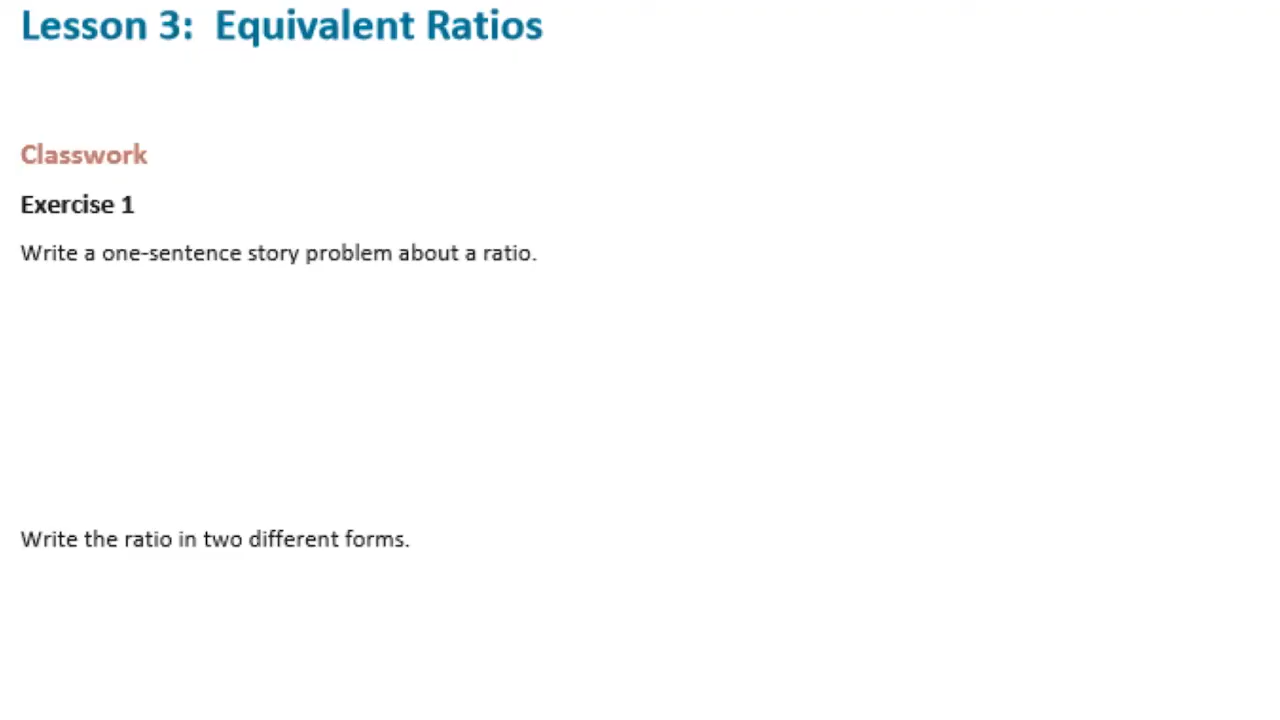 Lesson 3:  Equivalent Ratios
Classwork
Exercise 1
Write a one-sentence story problem about a ratio.
Write the ratio in two different forms.